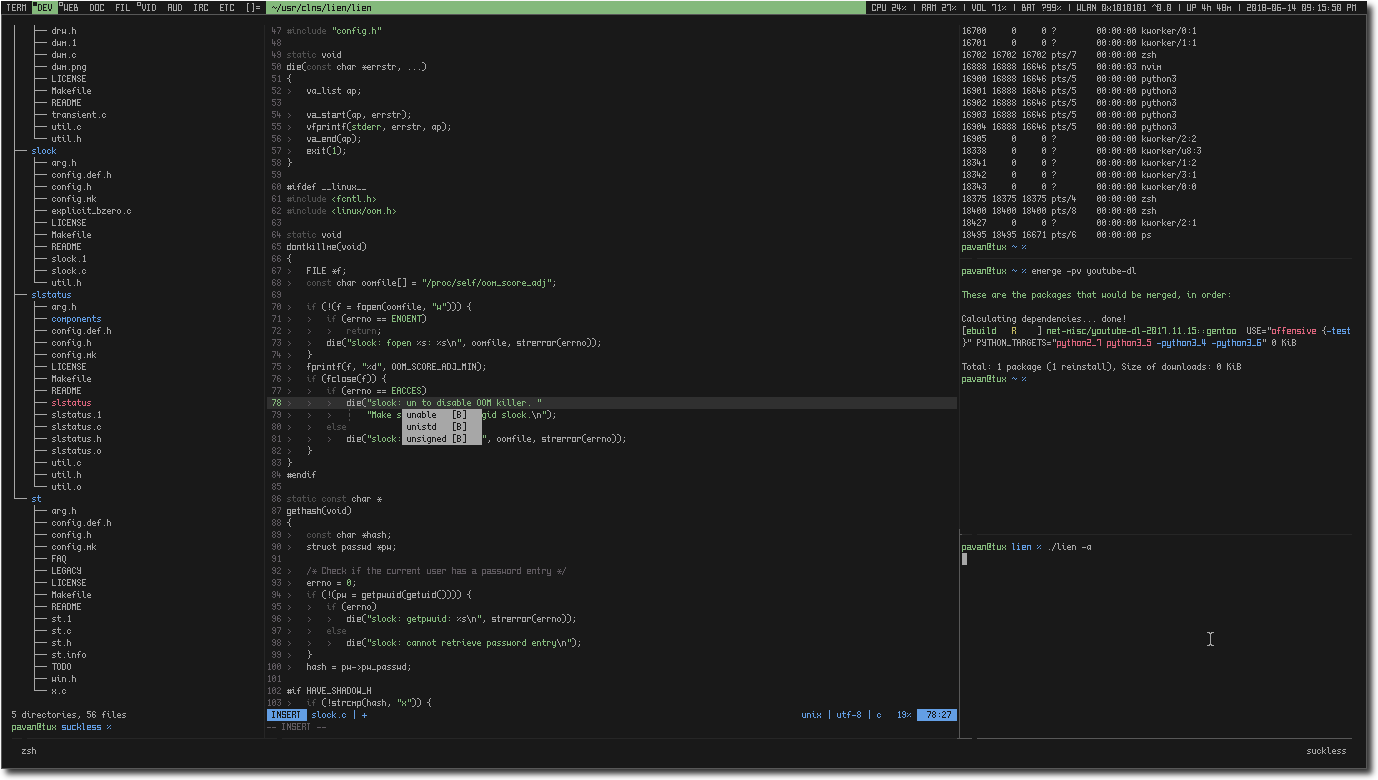 TERM DEV WEB DOC FIL VID AUD IRC ETC []= ~/usr/clns/lien/lien CPU 24% | RAM 27% | VOL 71% | BAT ?99% | WLAN 0x1010101 ^0.0 | UP 4h 48m | 2018-06-14 09:15:50 PM
├── drw.h
├── dwm.1
├── dwm.c
├── dwm.png
├── LICENSE
├── Makefile
├── README
├── transient.c
├── util.c
└── util.h
├── slock
├── arg.h
├── config.def.h
├── config.h
├── config.mk
├── explicit_bzero.c
├── LICENSE
├── Makefile
├── README
├── slock.1
├── slock.c
└── util.h
├── slstatus
├── arg.h
├── components
├── config.def.h
├── config.h
├── config.mk
├── LICENSE
├── Makefile
├── README
├── slstatus
├── slstatus.1
├── slstatus.c
├── slstatus.h
├── slstatus.o
├── util.c
├── util.h
└── util.o
└── st
├── arg.h
├── config.def.h
├── config.h
├── config.mk
├── FAQ
├── LEGACY
├── LICENSE
├── Makefile
├── README
├── st.1
├── st.c
├── st.h
├── st.info
├── TODO
├── win.h
└── x.c
5 directories, 56 files
pavan@tux suckless %
47 #include "config.h"
48
49 static void
50 die(const char *errstr, ...)
51 {
52 › va_list ap;
53
54 › va_start(ap, errstr);
55 › vfprintf(stderr, errstr, ap);
56 › va_end(ap);
57 › exit(1);
58 }
59
60 #ifdef __linux__
61 #include <fcntl.h>
62 #include <linux/oom.h>
63
64 static void
65 dontkillme(void)
66 {
67 › FILE *f;
68 › const char oomfile[] = "/proc/self/oom_score_adj";
69
70 › if (!(f = fopen(oomfile, "w"))) {
71 › › if (errno == ENOENT)
72 › › › return;
73 › › die("slock: fopen %s: %s\n", oomfile, strerror(errno));
74 › }
75 › fprintf(f, "%d", OOM_SCORE_ADJ_MIN);
76 › if (fclose(f)) {
77 › › if (errno == EACCES)
78 › › › die("slock: un to disable OOM killer. "
79 › › › ¦ "Make s unable [B] gid slock.\n");
80 › › else unistd [B]
81 › › › die("slock: unsigned [B] ", oomfile, strerror(errno));
82 › }
83 }
84 #endif
85
86 static const char *
87 gethash(void)
88 {
89 › const char *hash;
90 › struct passwd *pw;
91
92 › /* Check if the current user has a password entry */
93 › errno = 0;
94 › if (!(pw = getpwuid(getuid()))) {
95 › › if (errno)
96 › › › die("slock: getpwuid: %s\n", strerror(errno));
97 › › else
98 › › › die("slock: cannot retrieve password entry\n");
99 › }
100 › hash = pw->pw_passwd;
101
102 #if HAVE_SHADOW_H
103 › if (!strcmp(hash, "x")) {
INSERT slock.c | + unix | utf-8 | c 19% 78:27
-- INSERT --
16700 0 0 ? 00:00:00 kworker/0:1
16701 0 0 ? 00:00:00 kworker/1:1
16702 16702 16702 pts/7 00:00:00 zsh
16888 16888 16646 pts/5 00:00:03 nvim
16900 16888 16646 pts/5 00:00:00 python3
16901 16888 16646 pts/5 00:00:00 python3
16902 16888 16646 pts/5 00:00:00 python3
16903 16888 16646 pts/5 00:00:00 python3
16904 16888 16646 pts/5 00:00:00 python3
16905 0 0 ? 00:00:00 kworker/2:2
18338 0 0 ? 00:00:00 kworker/u8:3
18341 0 0 ? 00:00:00 kworker/1:2
18342 0 0 ? 00:00:00 kworker/3:1
18343 0 0 ? 00:00:00 kworker/0:0
18375 18375 18375 pts/4 00:00:00 zsh
18400 18400 18400 pts/8 00:00:00 zsh
18427 0 0 ? 00:00:00 kworker/2:1
18495 18495 16671 pts/6 00:00:00 ps
pavan@tux ~ %
pavan@tux ~ % emerge -pv youtube-dl
These are the packages that would be merged, in order:
Calculating dependencies... done!
[ebuild R ] net-misc/youtube-dl-2017.11.15::gentoo USE="offensive {-test
}" PYTHON_TARGETS="python2_7 python3_5 -python3_4 -python3_6" 0 KiB
Total: 1 package (1 reinstall), Size of downloads: 0 KiB
pavan@tux ~ %
pavan@tux lien % ./lien -a
zsh suckless